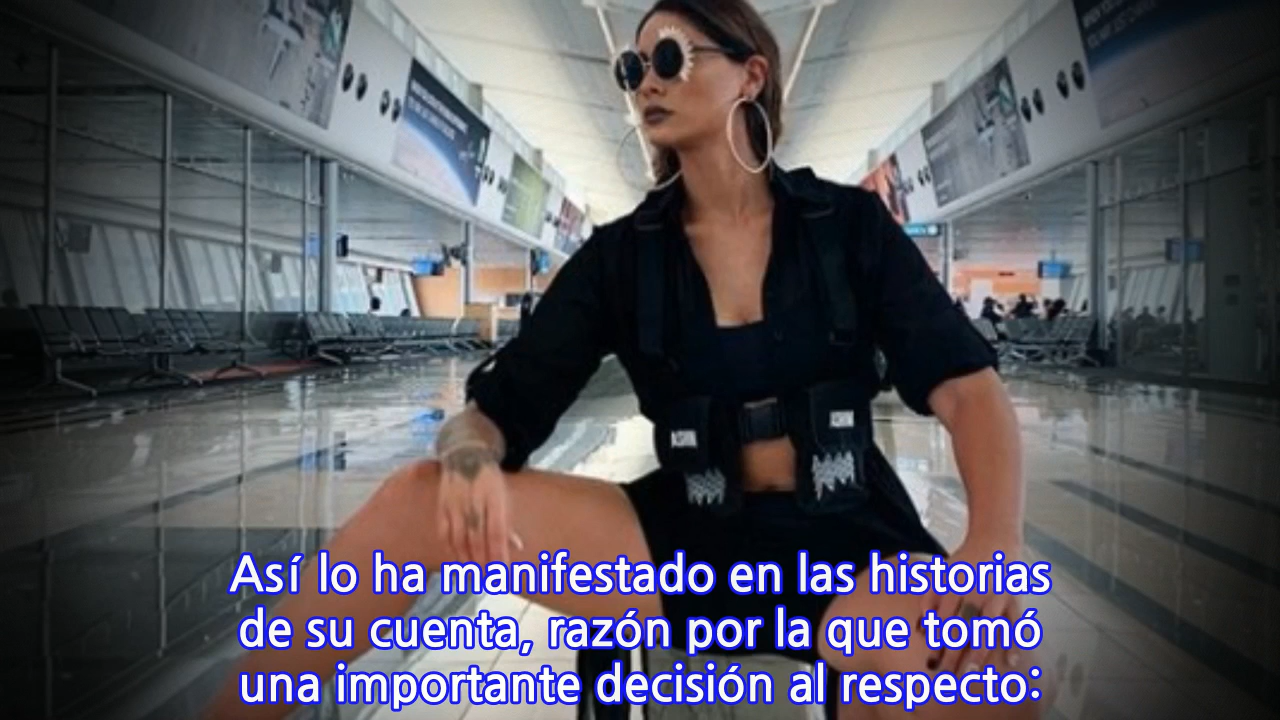 Así lo ha manifestado en las historias
de su cuenta, razón por la que tomó
una importante decisión al respecto: